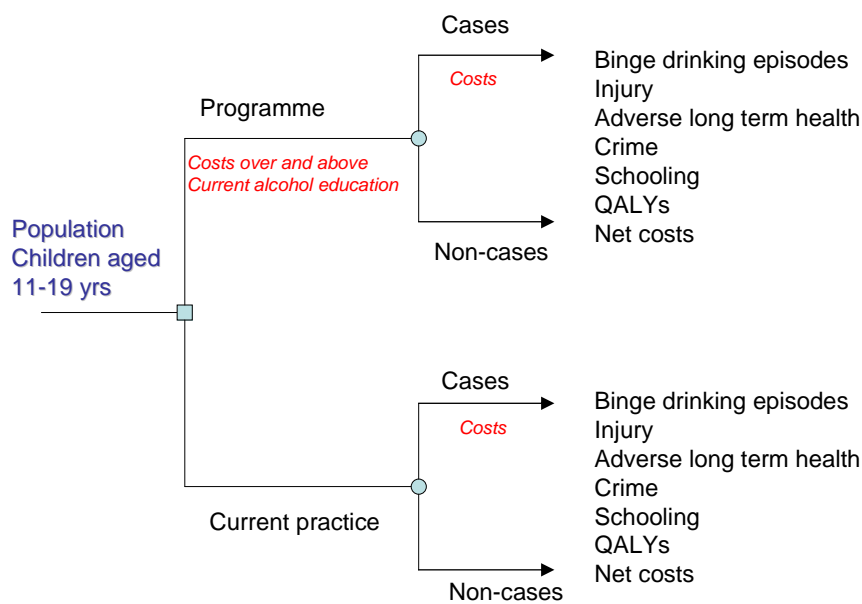 Cases
Costs
Binge drinking episodes
Injury
Adverse long term health
Crime
Schooling
QALYs
Net costs
Programme
Costs over and above
Current alcohol education
Non-cases
Population
Children aged
11-19 yrs
Cases
Costs
Binge drinking episodes
Injury
Adverse long term health
Crime
Schooling
QALYs
Net costs
Current practice
Non-cases